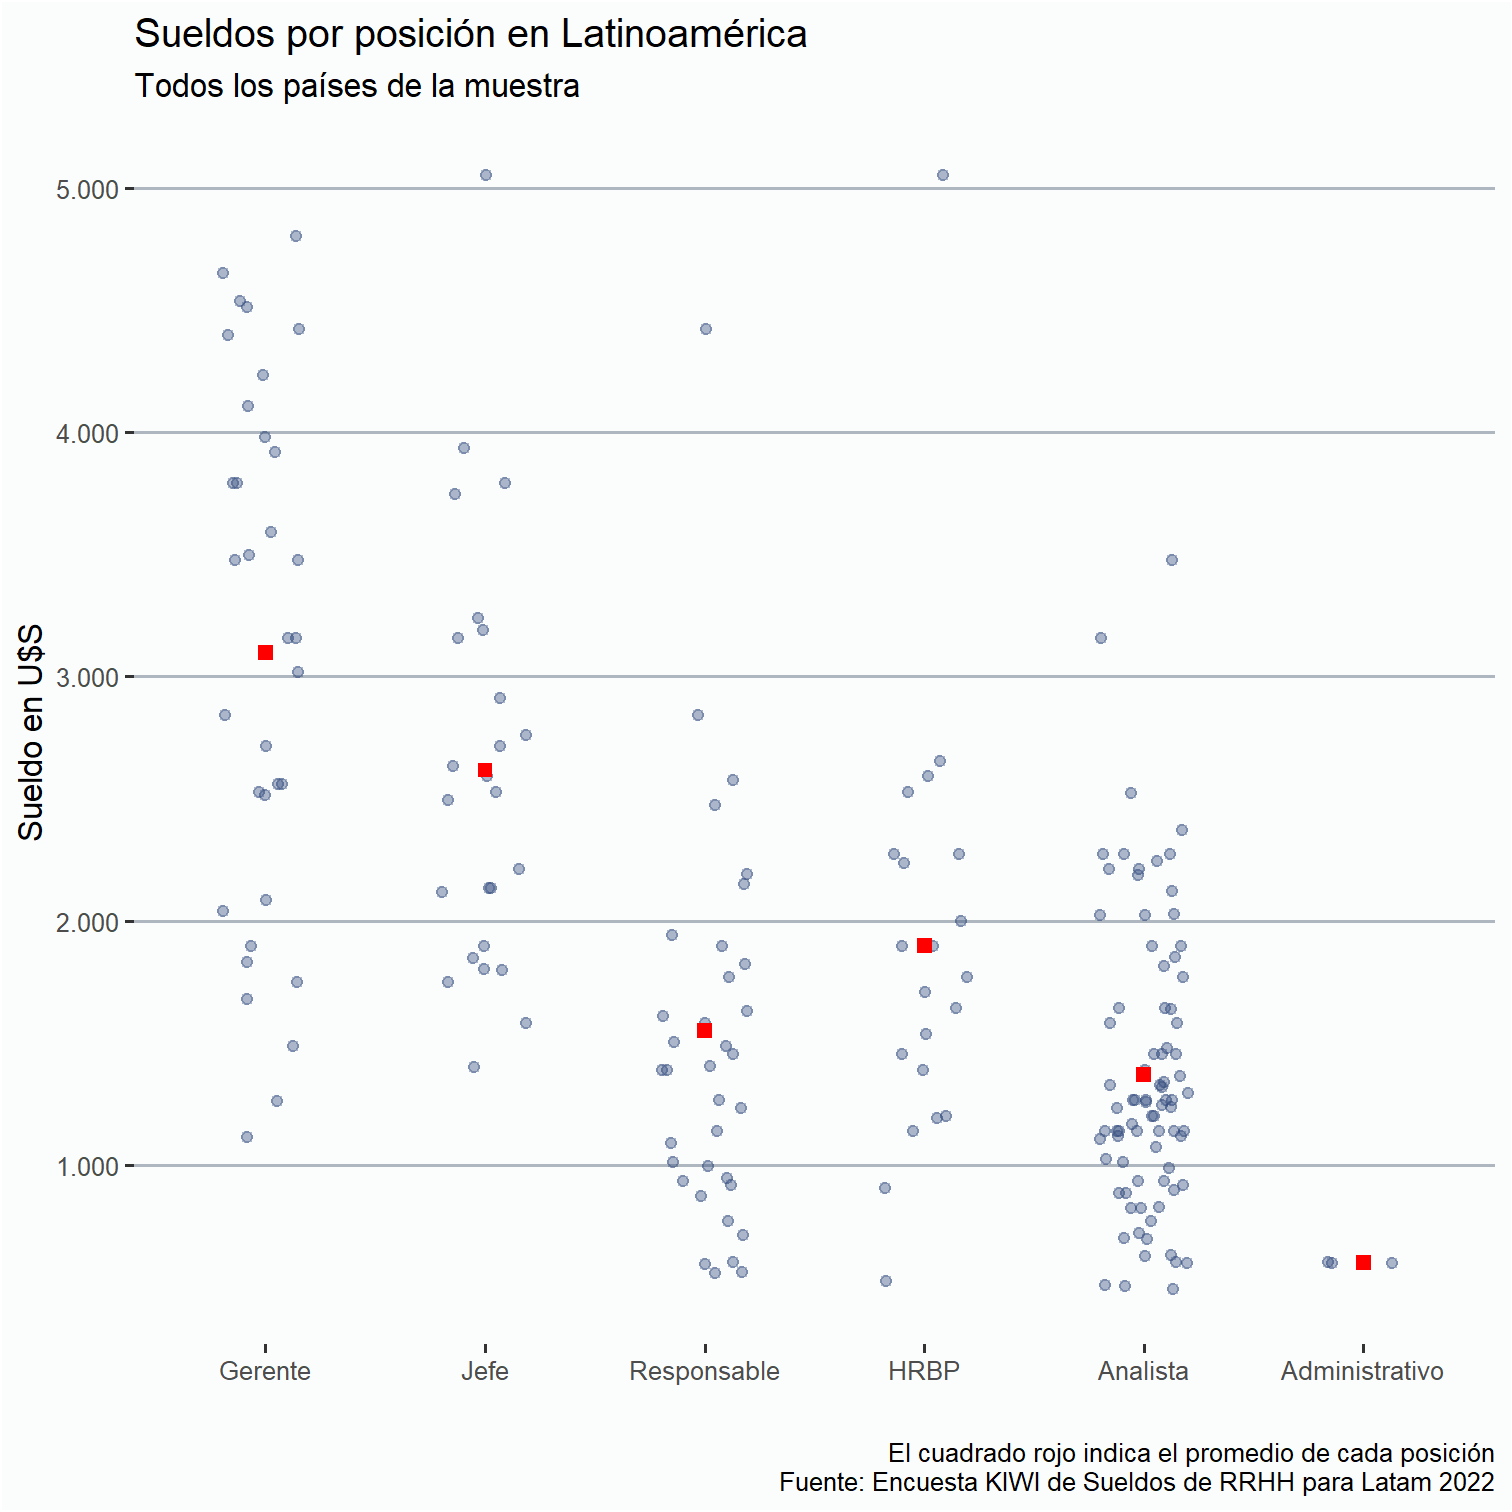 Sueldos por posición en Latinoamérica
Todos los países de la muestra
Sueldo en U$S
5.000
4.000
3.000
2.000
1.000
Gerente
Jefe
Responsable
HRBP
Analista
Administrativo
El cuadrado rojo indica el promedio de cada posición
Fuente: Encuesta KIWI de Sueldos de RRHH para Latam 2022